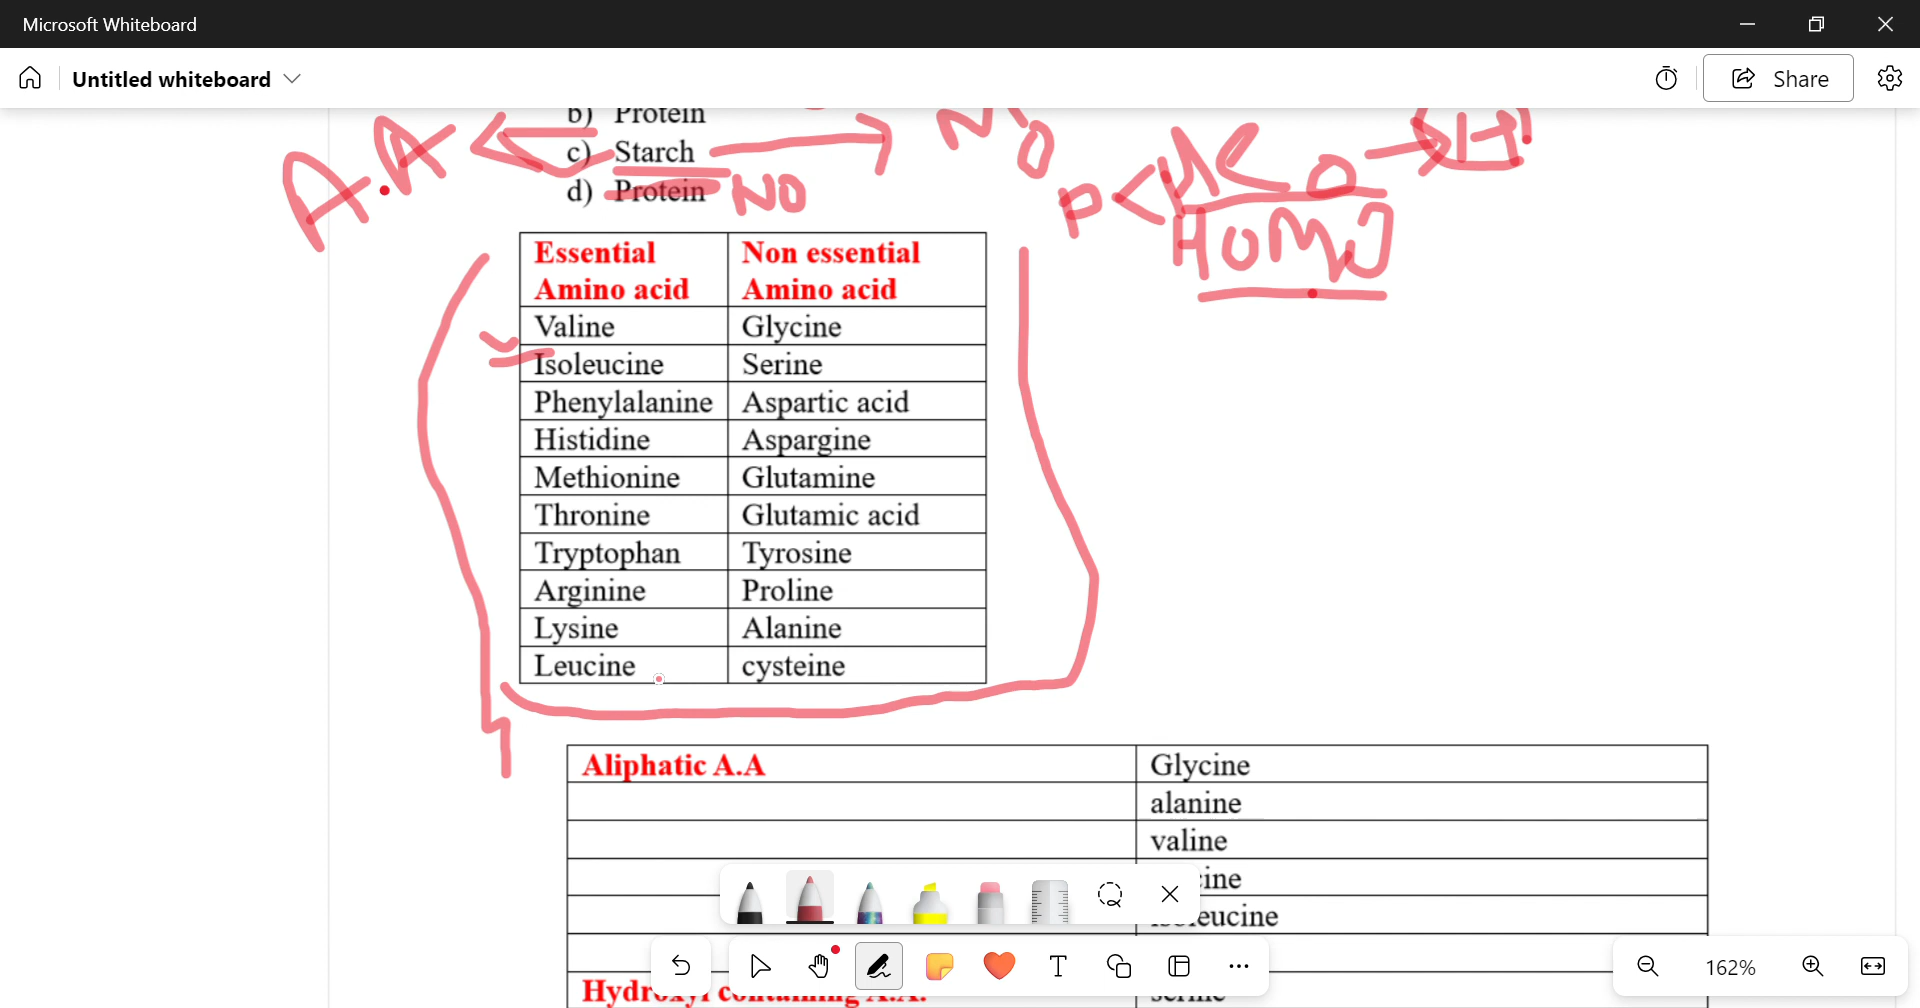 Microsoft Whiteboard
Untitled whiteboard
Share
b) Protein
c) Starch
d) Protein
A.A
NO
NO
Essential Amino acid | Non essential Amino acid
Valine | Glycine
Isoleucine | Serine
Phenylalanine | Aspartic acid
Histidine | Aspargine
Methionine | Glutamine
Thronine | Glutamic acid
Tryptophan | Tyrosine
Arginine | Proline
Lysine | Alanine
Leucine | cysteine
Aliphatic A.A | Glycine
alanine
valine
162%